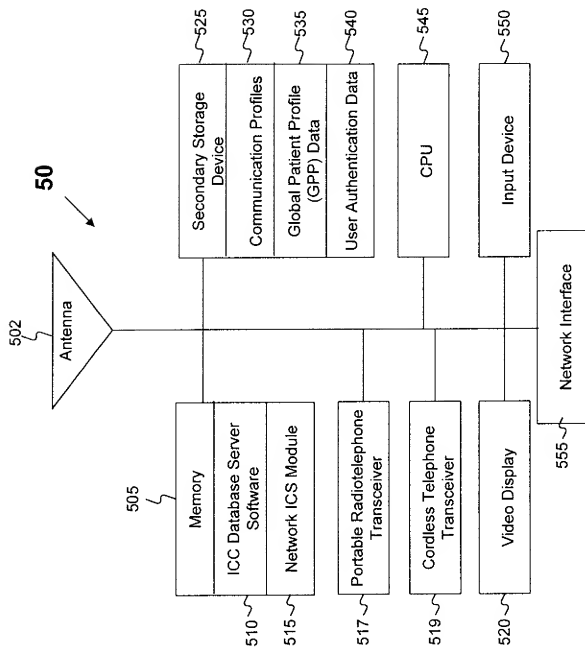 50
502
Antenna
505
Memory
ICC Database Server
Software
510
Network ICS Module
515
Portable Radiotelephone
Transceiver
517
Cordless Telephone
Transceiver
519
Video Display
520
Secondary Storage
Device
525
Communication Profiles
530
Global Patient Profile
(GPP) Data
535
User Authentication Data
540
CPU
545
Input Device
550
Network Interface
555